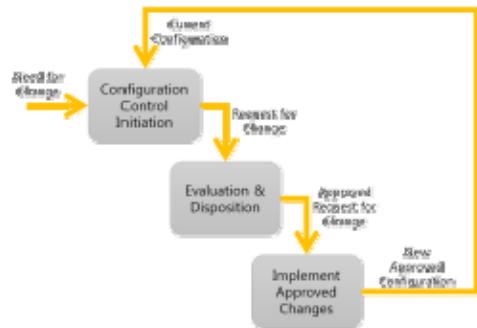 Current
Configuration
Need for
Change
Configuration
Control
Initiation
Request for
Change
Evaluation &
Disposition
Approved
Request for
Change
Implement
Approved
Changes
New
Approved
Configuration